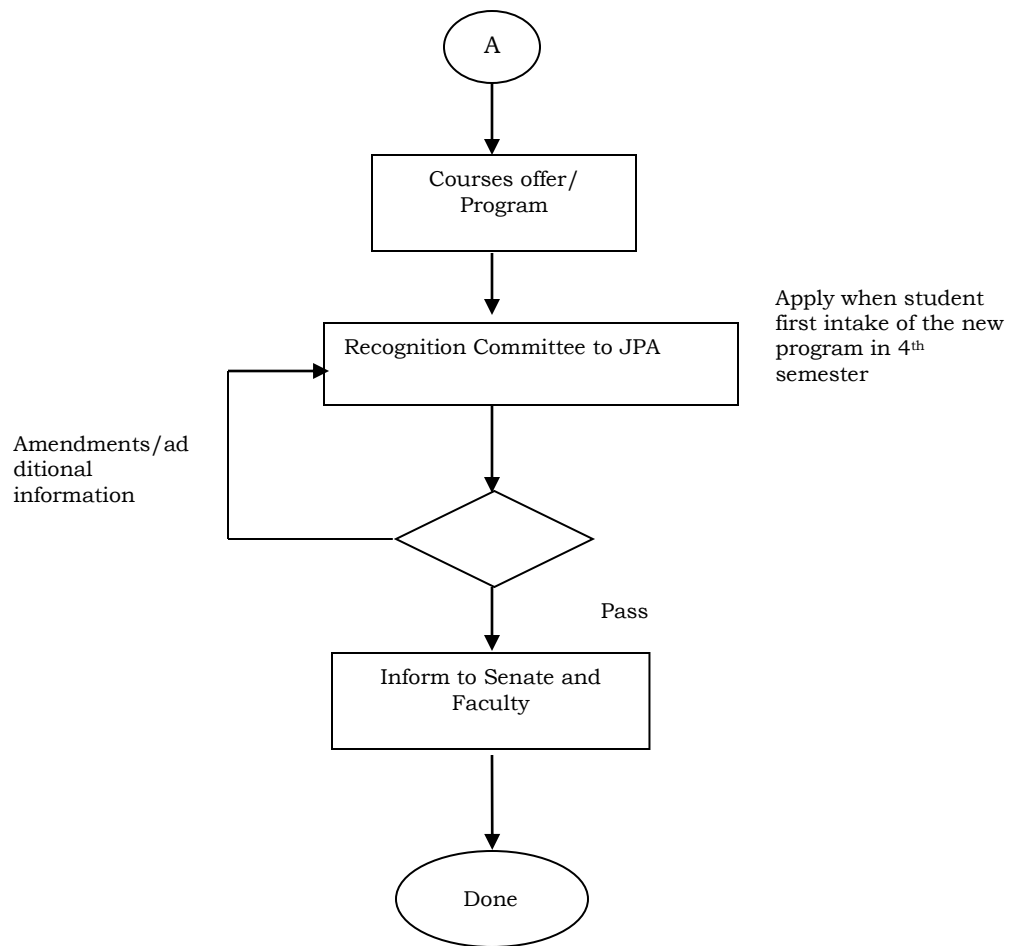 A
Courses offer/
Program
Apply when student
first intake of the new
program in 4th
semester
Recognition Committee to JPA
Amendments/ad
ditional
information
Pass
Inform to Senate and
Faculty
Done